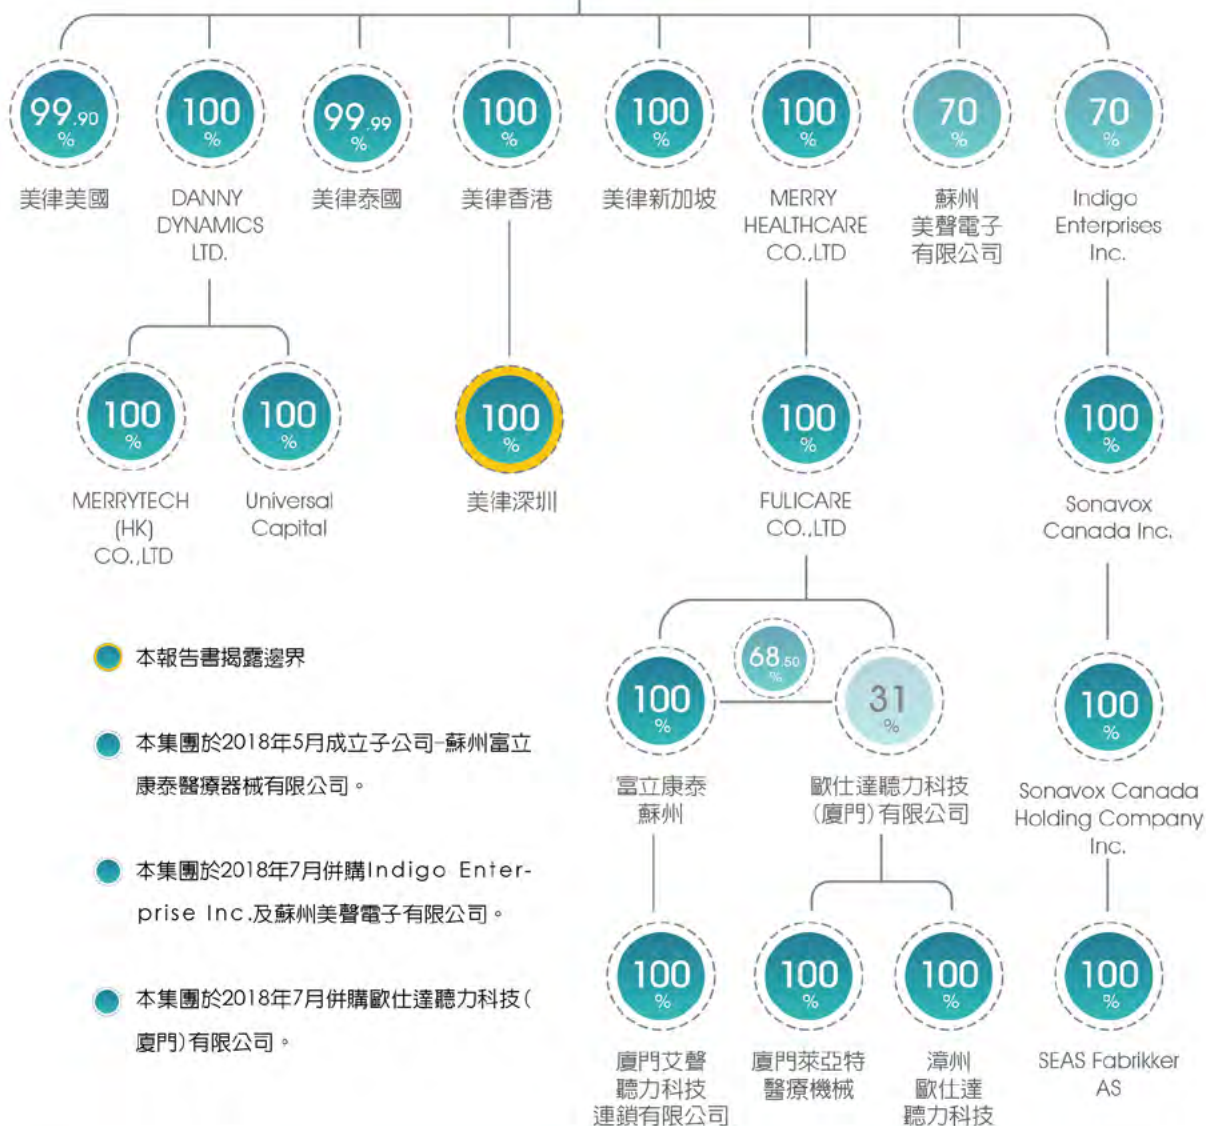 99.90
%
100
%
99.99
%
100
%
100
%
100
%
70
%
70
%
美律美國
DANNY
DYNAMICS
LTD.
美律泰國
美律香港
美律新加坡
MERRY
HEALTHCARE
CO.,LTD
蘇州
美聲電子
有限公司
Indigo
Enterprises
Inc.
100
%
100
%
100
%
100
%
100
%
MERRYTECH
(HK)
CO.,LTD
Universal
Capital
美律深圳
FULICARE
CO.,LTD
Sonavox
Canada Inc.
本報告書揭露邊界
本集團於2018年5月成立子公司–蘇州富立
康泰醫療器械有限公司。
本集團於2018年7月併購Indigo Enter-
prise Inc.及蘇州美聲電子有限公司。
本集團於2018年7月併購歐仕達聽力科技(
廈門)有限公司。
68.50
%
100
%
31
%
100
%
富立康泰
蘇州
歐仕達聽力科技
(廈門)有限公司
Sonavox Canada
Holding Company
Inc.
100
%
100
%
100
%
100
%
廈門艾聲
聽力科技
連鎖有限公司
廈門萊亞特
醫療機械
漳州
歐仕達
聽力科技
SEAS Fabrikker
AS